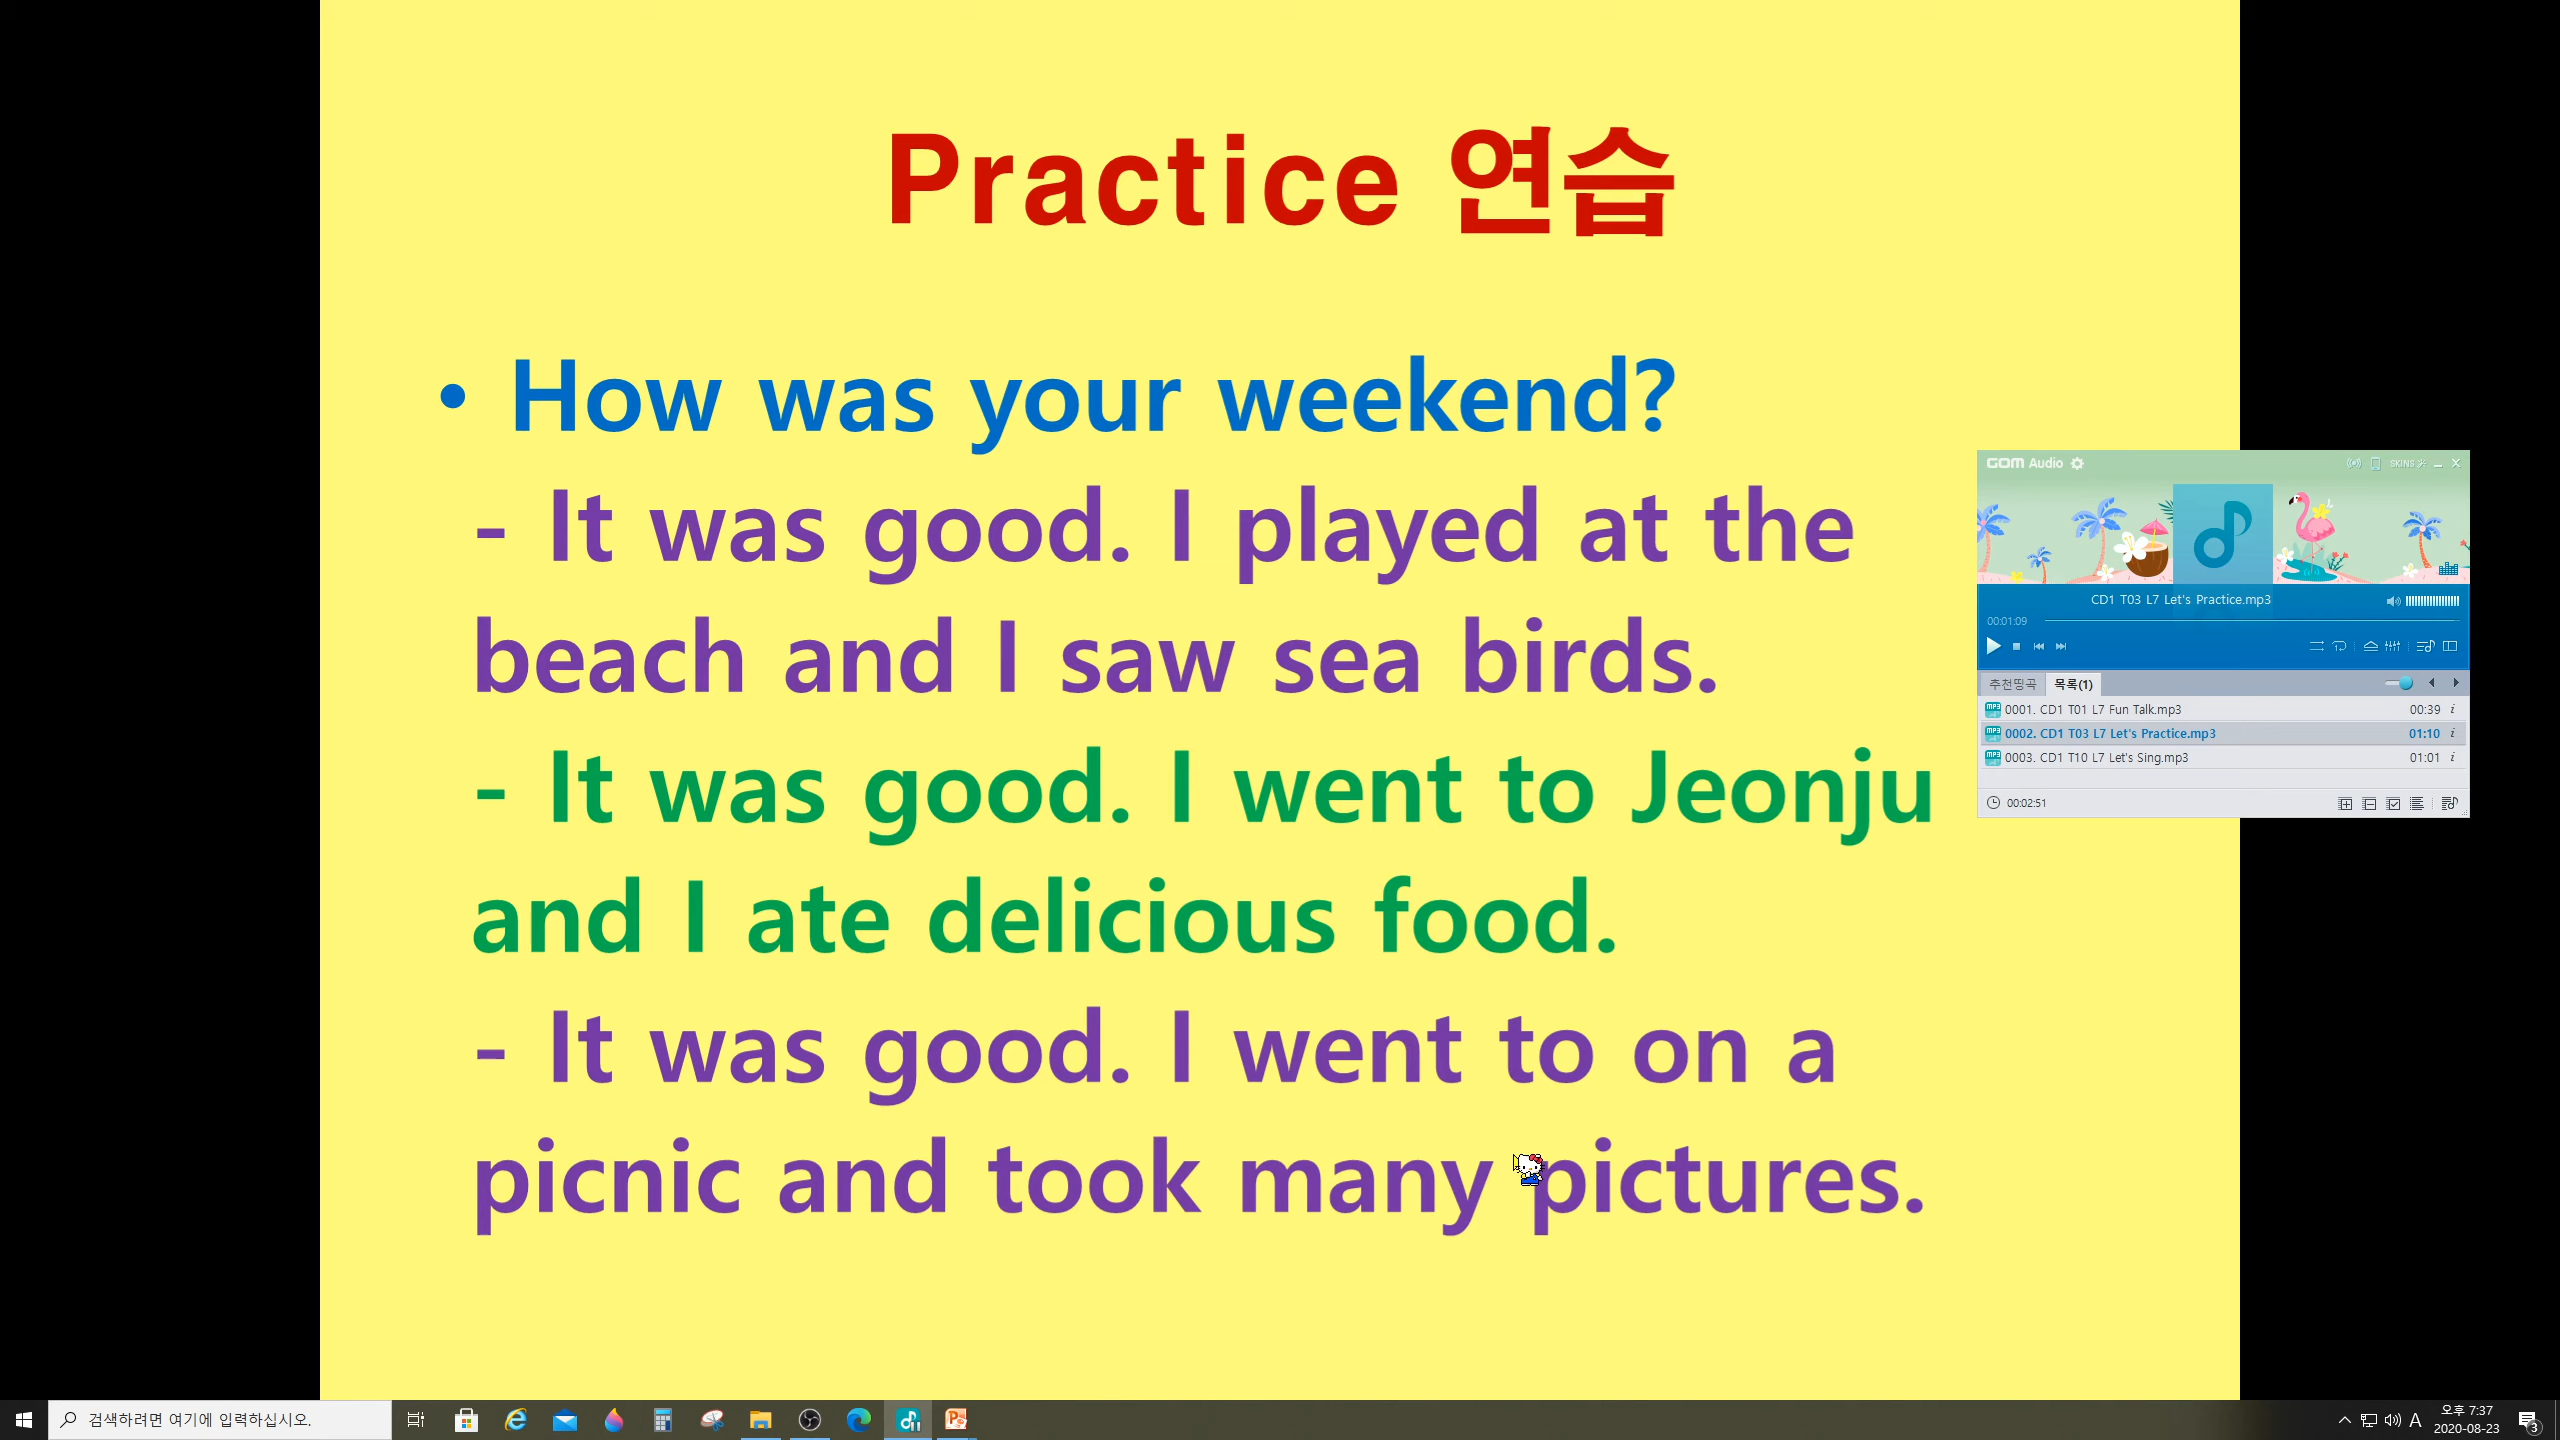 Practice 연습
• How was your weekend?
- It was good. I played at the
beach and I saw sea birds.
- It was good. I went to Jeonju
and I ate delicious food.
- It was good. I went to on a
picnic and took many pictures.
GOM Audio
SKINS
CD1 T03 L7 Let's Practice.mp3
00:01:09
추천띵곡 목록(1)
0001. CD1 T01 L7 Fun Talk.mp3 00:39
0002. CD1 T03 L7 Let's Practice.mp3 01:10
0003. CD1 T10 L7 Let's Sing.mp3 01:01
00:02:51
검색하려면 여기에 입력하십시오.
A
오후 7:37
2020-08-23
3